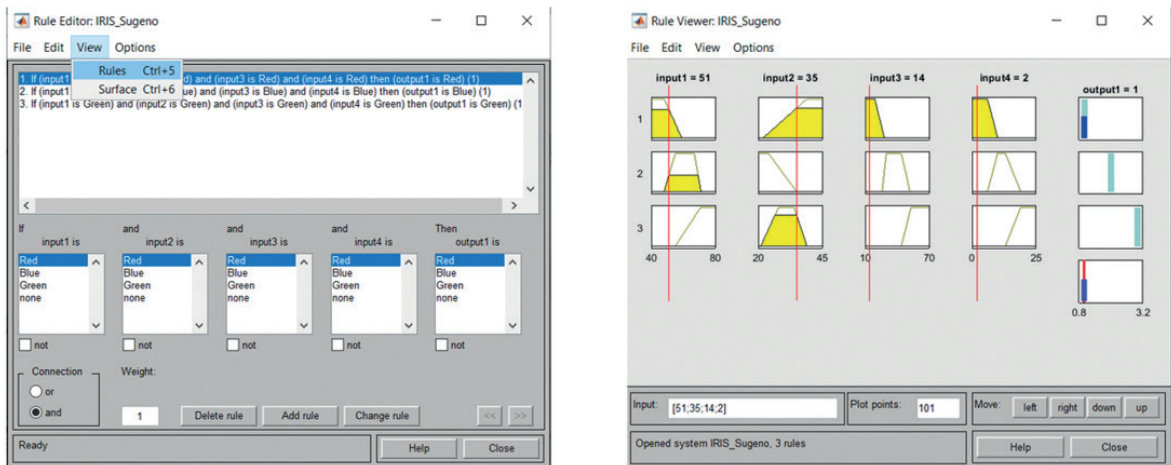 Rule Editor: IRIS_Sugeno
File Edit View Options
Rules Ctrl+5
Surface Ctrl+6
1. If (input1 d) and (input3 is Red) and (input4 is Red) then (output1 is Red) (1)
2. If (input1 ue) and (input3 is Blue) and (input4 is Blue) then (output1 is Blue) (1)
3. If (input1 is Green) and (input2 is Green) and (input3 is Green) and (input4 is Green) then (output1 is Green) (1
If and and and Then
input1 is input2 is input3 is input4 is output1 is
Red Red Red Red Red
Blue Blue Blue Blue Blue
Green Green Green Green Green
none none none none none
not not not not not
Connection Weight:
or
and 1 Delete rule Add rule Change rule << >>
Ready Help Close
Rule Viewer: IRIS_Sugeno
File Edit View Options
input1 = 51 input2 = 35 input3 = 14 input4 = 2
output1 = 1
1
2
3
40 80 20 45 10 70 0 25
0.8 3.2
Input: [51;35;14;2] Plot points: 101 Move: left right down up
Opened system IRIS_Sugeno, 3 rules Help Close